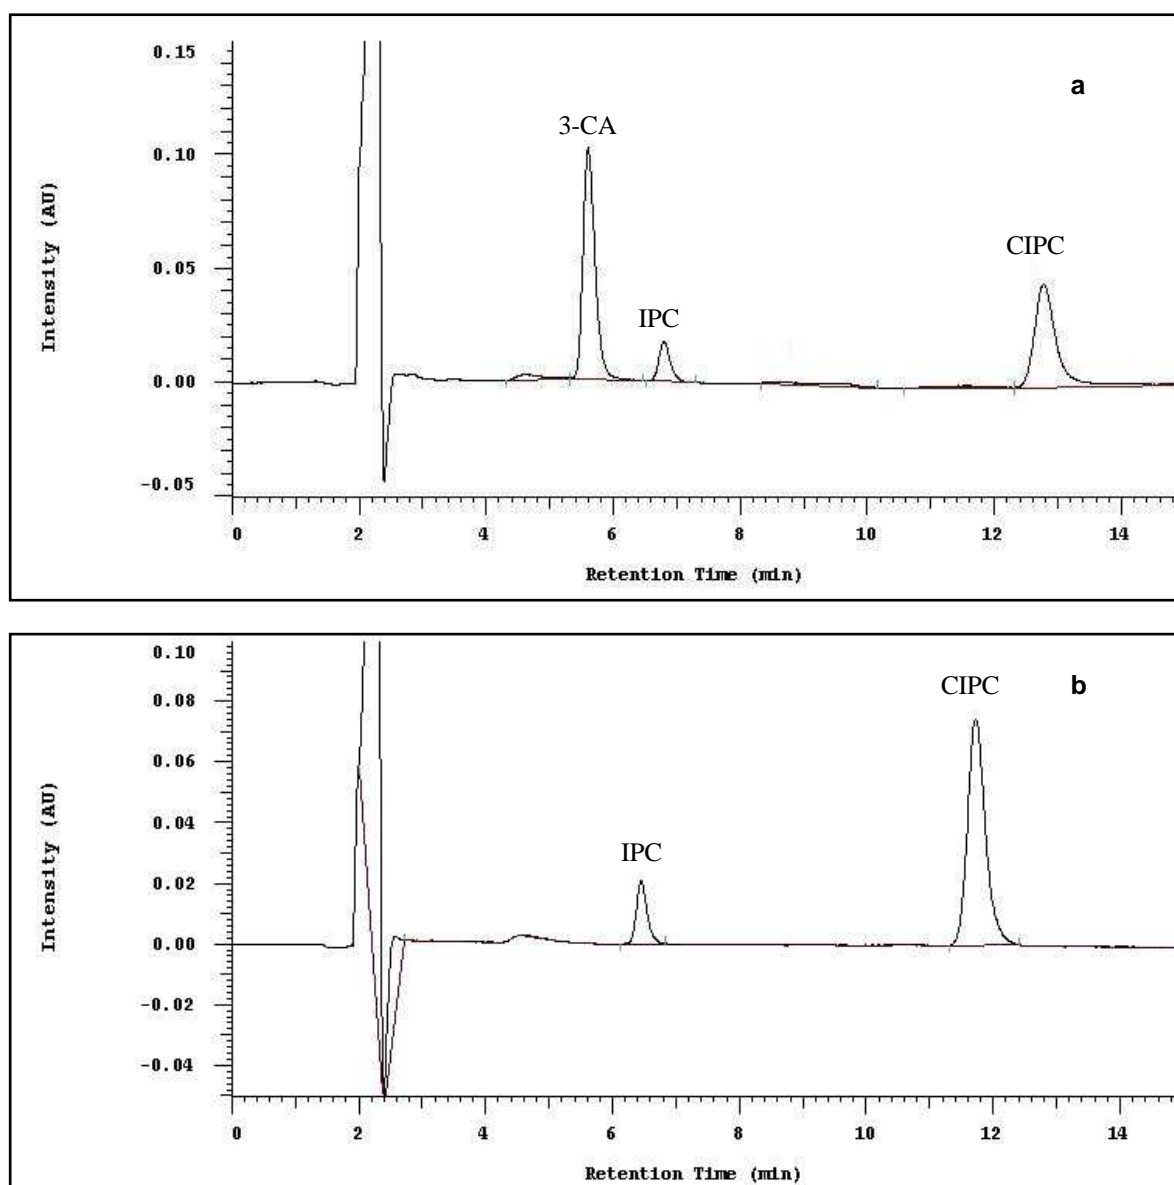 a
0.15
0.10
0.05
0.00
-0.05
Intensity (AU)
3-CA
IPC
CIPC
0 2 4 6 8 10 12 14
Retention Time (min)
b
0.10
0.08
0.06
0.04
0.02
0.00
-0.02
-0.04
Intensity (AU)
IPC
CIPC
0 2 4 6 8 10 12 14
Retention Time (min)